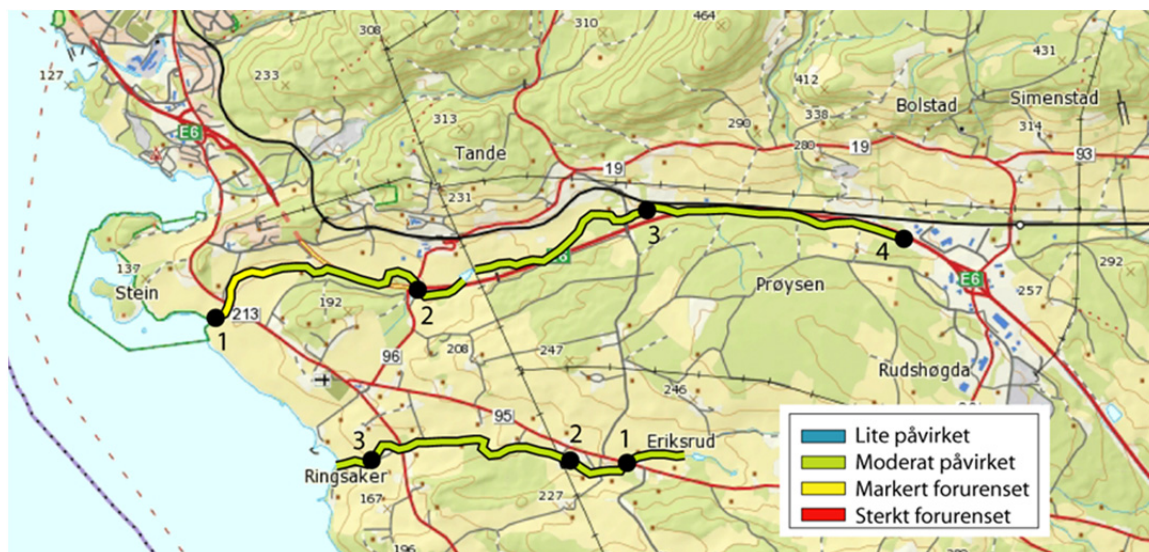 308
310
464
431
127
233
412
E6
Bolstad
Simenstad
313
290
338
314
280
Tande
19
19
93
231
3
137
Stein
4
292
Prøysen
E6
257
192
213
1
2
96
208
247
246
Rudshøgda
95
3
2
1
Eriksrud
Ringsaker
167
227
196
Lite påvirket
Moderat påvirket
Markert forurenset
Sterkt forurenset